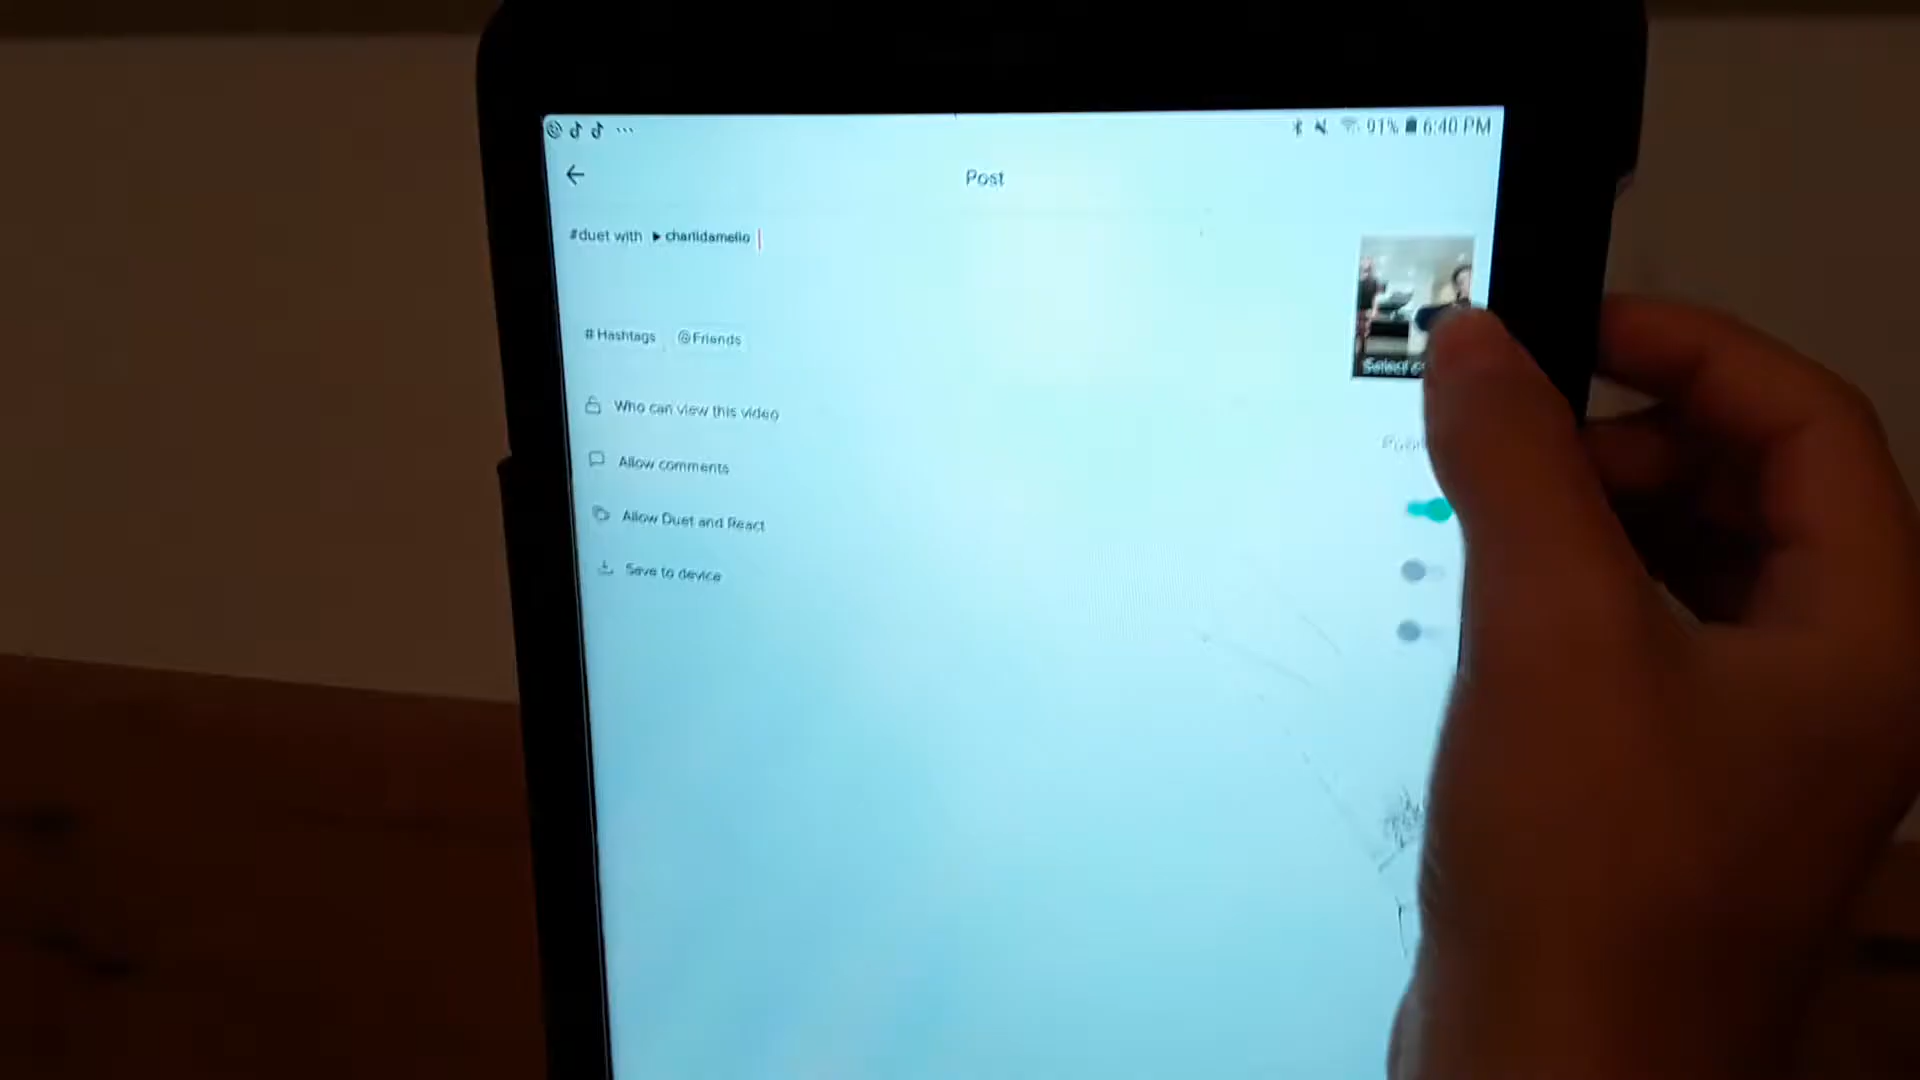 91% 6:40 PM
Post
#duet with ▶ charlidamelio
# Hashtags @Friends
Who can view this video
Allow comments
Allow Duet and React
Save to device
Select